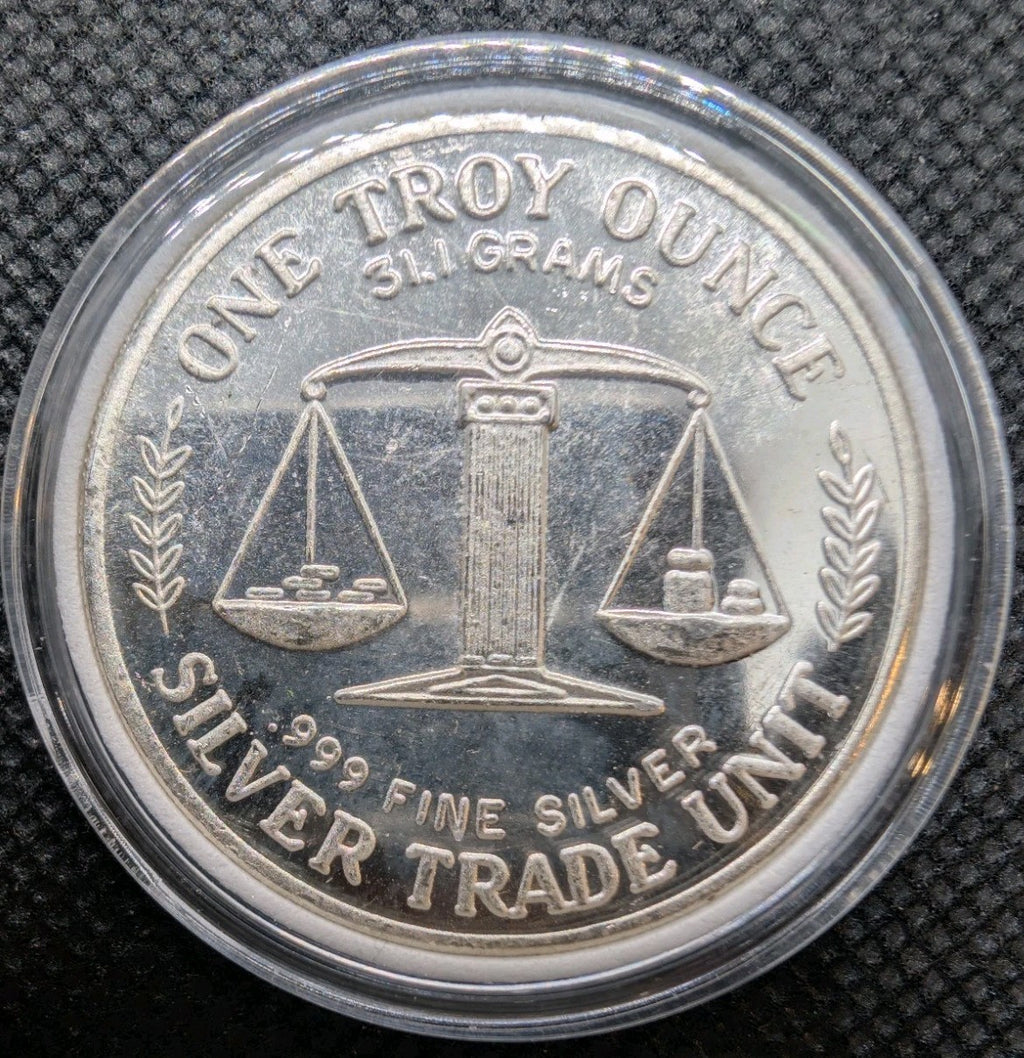 ONE TROY OUNCE
31.1 GRAMS
.999 FINE SILVER
SILVER TRADE UNIT